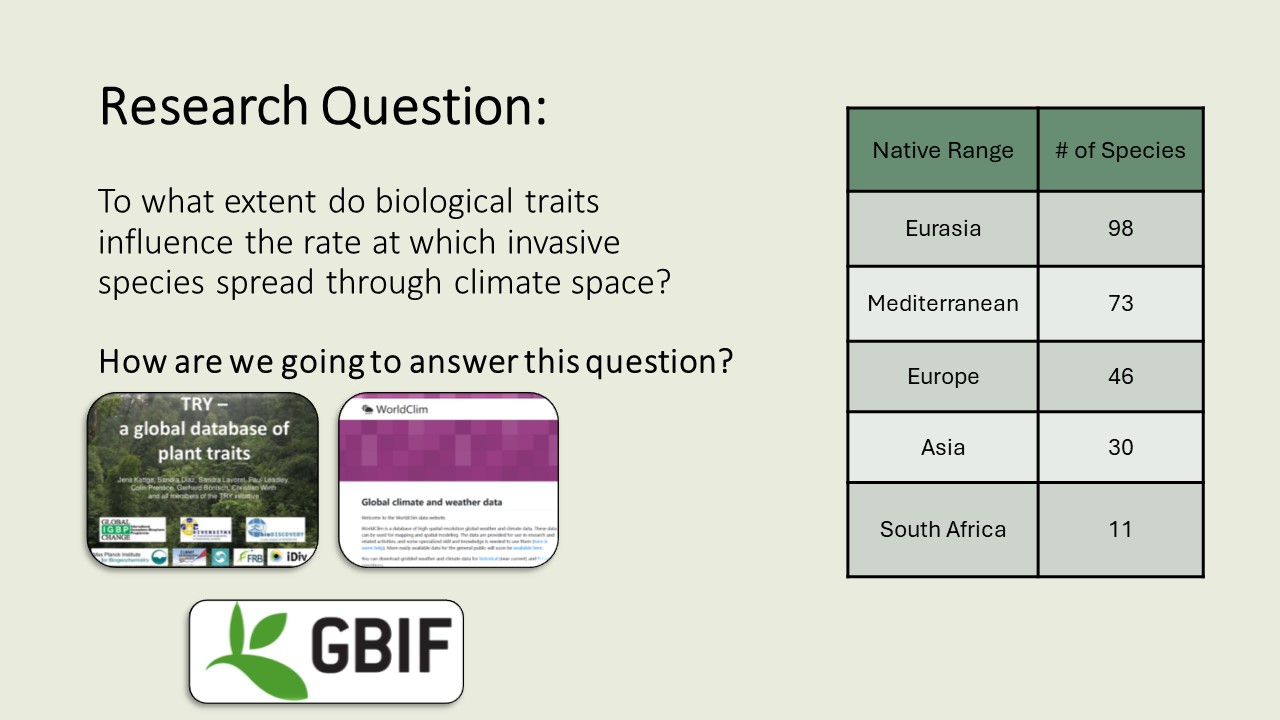 Research Question:
To what extent do biological traits
influence the rate at which invasive
species spread through climate space?
How are we going to answer this question?
TRY –
a global database of
plant traits
Jens Kattge, Sandra Díaz, Sandra Lavorel, Paul Leadley,
Colin Prentice, Gerhard Bönisch, Christian Wirth
and all members of the TRY initiative
GLOBAL
IGBP
CHANGE
DIVERSITAS
bioDISCOVERY
Max Planck Institute
for Biogeochemistry
FRB
iDiv
WorldClim
Global climate and weather data
Welcome to the WorldClim data website.
WorldClim is a database of high spatial resolution global weather and climate data. These data
can be used for mapping and spatial modeling. The data are provided for use in research and
related activities, and some specialized skill and knowledge is needed to use them (here is
some help). More easily available data for the general public will soon be available here.
You can download gridded weather and climate data for historical (near current) and
GBIF
Native Range # of Species
Eurasia 98
Mediterranean 73
Europe 46
Asia 30
South Africa 11